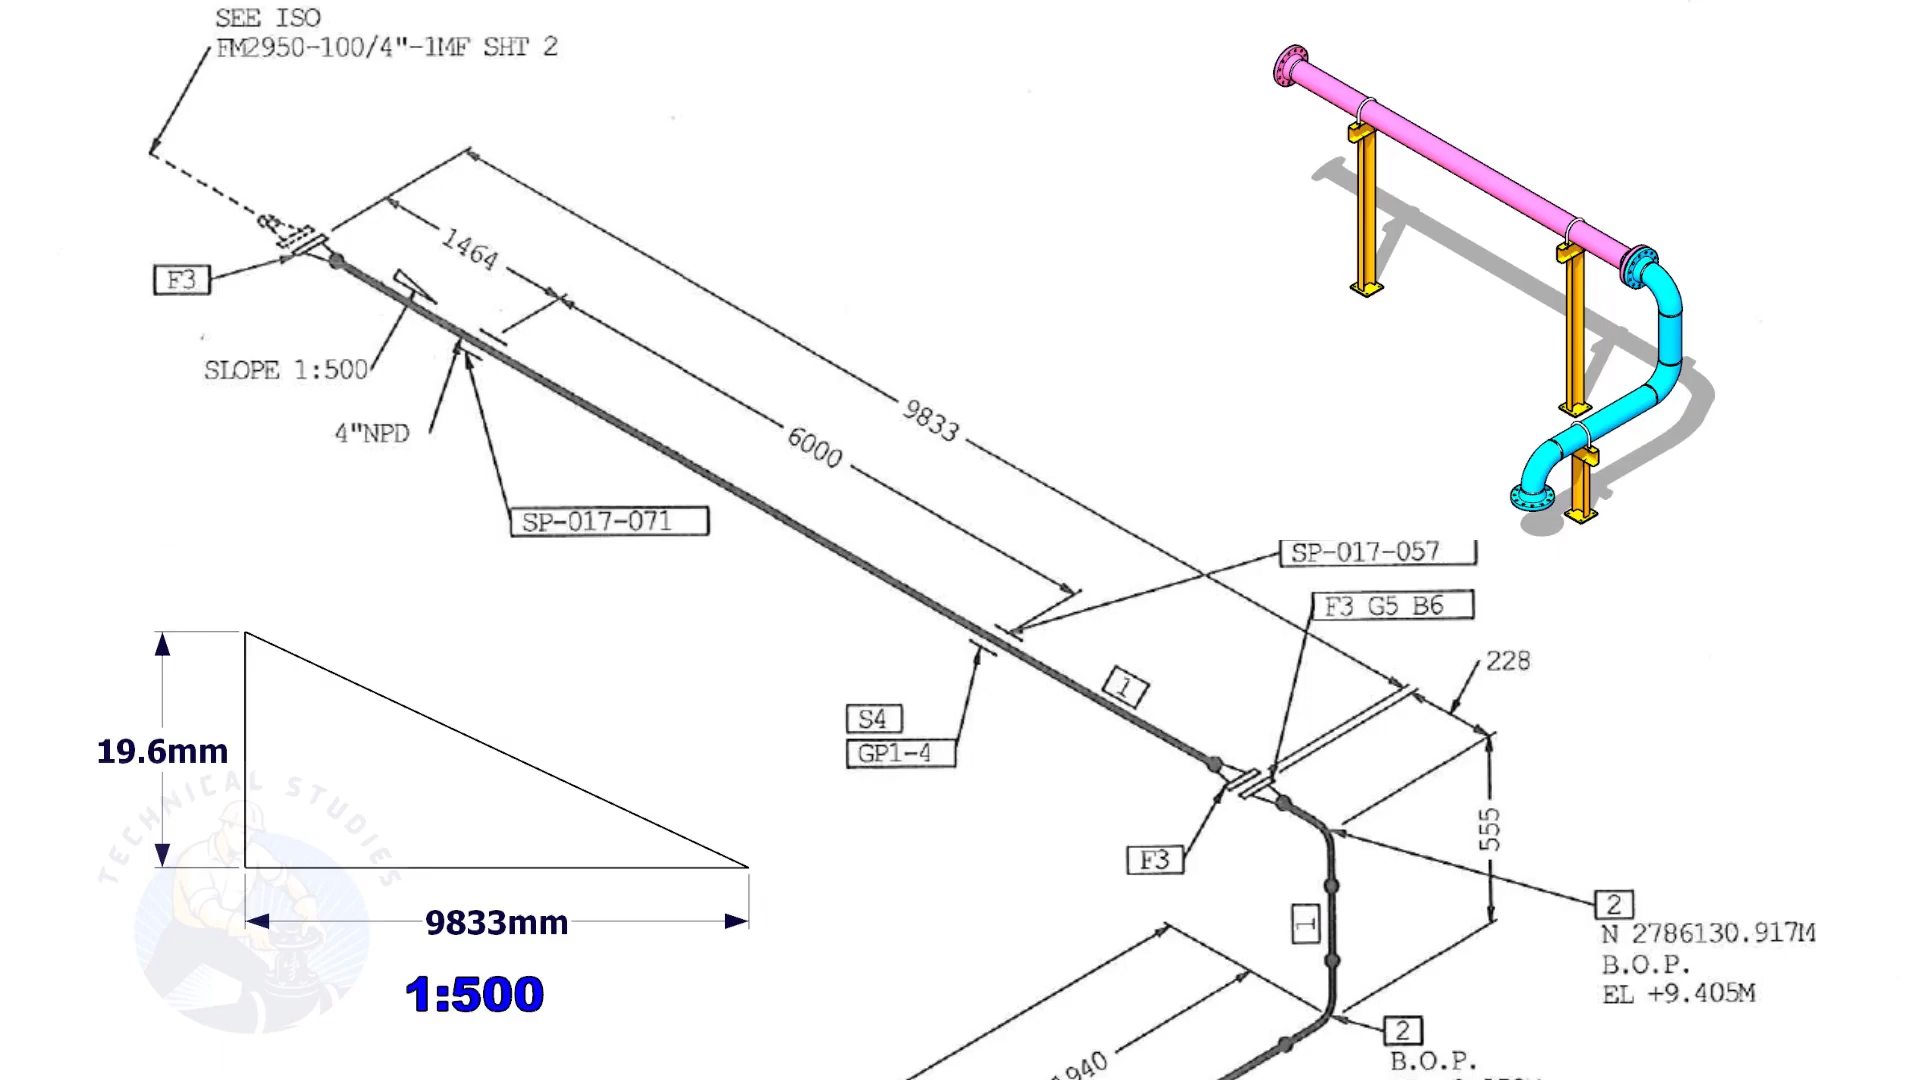 SEE ISO
FM2950-100/4"-1MF SHT 2
1464
F3
SLOPE 1:500
4"NPD
9833
6000
SP-017-071
SP-017-057
F3 G5 B6
228
1
S4
GP1-4
19.6mm
TECHNICAL STUDIES
555
F3
2
N 2786130.917M
B.O.P.
EL +9.405M
9833mm
1
1:500
2
B.O.P.